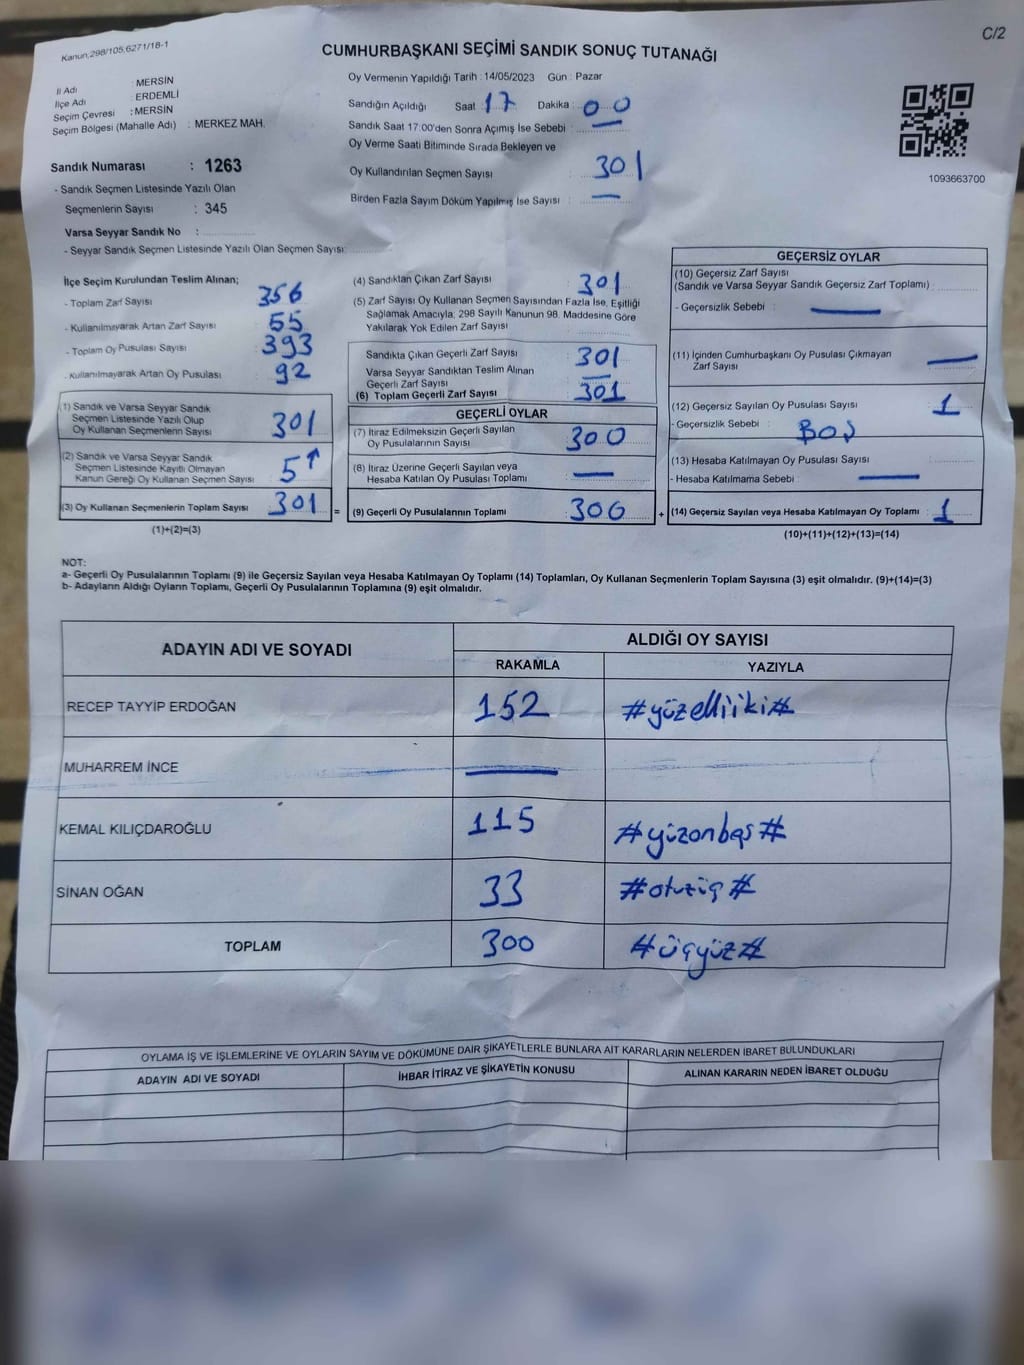 Kanun;298/105,6271/18-1
C/2
CUMHURBAŞKANI SEÇİMİ SANDIK SONUÇ TUTANAĞI
İl Adı : MERSİN
İlçe Adı : ERDEMLİ
Seçim Çevresi : MERSİN
Seçim Bölgesi (Mahalle Adı) : MERKEZ MAH.
Sandık Numarası : 1263
- Sandık Seçmen Listesinde Yazılı Olan
Seçmenlerin Sayısı : 345
Varsa Seyyar Sandık No :
- Seyyar Sandık Seçmen Listesinde Yazılı Olan Seçmen Sayısı:
Oy Vermenin Yapıldığı Tarih : 14/05/2023 Gün : Pazar
Sandığın Açıldığı Saat : 17 Dakika : 00
Sandık Saat 17:00'den Sonra Açımış İse Sebebi : —
Oy Verme Saati Bitiminde Sırada Bekleyen ve
Oy Kullandırılan Seçmen Sayısı : 301
Birden Fazla Sayım Döküm Yapılmış İse Sayısı : —
1093663700
İlçe Seçim Kurulundan Teslim Alınan;
- Toplam Zarf Sayısı 356
- Kullanılmayarak Artan Zarf Sayısı 55
- Toplam Oy Pusulası Sayısı 393
- Kullanılmayarak Artan Oy Pusulası 92
(1) Sandık ve Varsa Seyyar Sandık
Seçmen Listesinde Yazılı Olup
Oy Kullanan Seçmenlerin Sayısı 301
(2) Sandık ve Varsa Seyyar Sandık
Seçmen Listesinde Kayıtlı Olmayan
Kanun Gereği Oy Kullanan Seçmen Sayısı
(3) Oy Kullanan Seçmenlerin Toplam Sayısı 301 =
(1)+(2)=(3)
(4) Sandıktan Çıkan Zarf Sayısı 301
(5) Zarf Sayısı Oy Kullanan Seçmen Sayısından Fazla İse, Eşitliği
Sağlamak Amacıyla; 298 Sayılı Kanunun 98. Maddesine Göre
Yakılarak Yok Edilen Zarf Sayısı
Sandıkta Çıkan Geçerli Zarf Sayısı 301
Varsa Seyyar Sandıktan Teslim Alınan
Geçerli Zarf Sayısı —
(6) Toplam Geçerli Zarf Sayısı 301
GEÇERLİ OYLAR
(7) İtiraz Edilmeksizin Geçerli Sayılan
Oy Pusulalarının Sayısı 300
(8) İtiraz Üzerine Geçerli Sayılan veya
Hesaba Katılan Oy Pusulası Toplamı —
(9) Geçerli Oy Pusulalarının Toplamı 300 +
GEÇERSİZ OYLAR
(10) Geçersiz Zarf Sayısı
(Sandık ve Varsa Seyyar Sandık Geçersiz Zarf Toplamı) :
- Geçersizlik Sebebi : —
(11) İçinden Cumhurbaşkanı Oy Pusulası Çıkmayan
Zarf Sayısı —
(12) Geçersiz Sayılan Oy Pusulası Sayısı : 1
- Geçersizlik Sebebi : BOŞ
(13) Hesaba Katılmayan Oy Pusulası Sayısı :
- Hesaba Katılmama Sebebi : —
(14) Geçersiz Sayılan veya Hesaba Katılmayan Oy Toplamı : 1
(10)+(11)+(12)+(13)=(14)
NOT:
a- Geçerli Oy Pusulalarının Toplamı (9) ile Geçersiz Sayılan veya Hesaba Katılmayan Oy Toplamı (14) Toplamları, Oy Kullanan Seçmenlerin Toplam Sayısına (3) eşit olmalıdır. (9)+(14)=(3)
b- Adayların Aldığı Oyların Toplamı, Geçerli Oy Pusulalarının Toplamına (9) eşit olmalıdır.
ADAYIN ADI VE SOYADI
ALDIĞI OY SAYISI
RAKAMLA YAZIYLA
RECEP TAYYİP ERDOĞAN 152 #yüzelliiki#
MUHARREM İNCE —
KEMAL KILIÇDAROĞLU 115 #yüzonbeş#
SİNAN OĞAN 33 #otuzüç#
TOPLAM 300 #üçyüz#
OYLAMA İŞ VE İŞLEMLERİNE VE OYLARIN SAYIM VE DÖKÜMÜNE DAİR ŞİKAYETLERLE BUNLARA AİT KARARLARIN NELERDEN İBARET BULUNDUKLARI
ADAYIN ADI VE SOYADI İHBAR İTİRAZ VE ŞİKAYETİN KONUSU ALINAN KARARIN NEDEN İBARET OLDUĞU